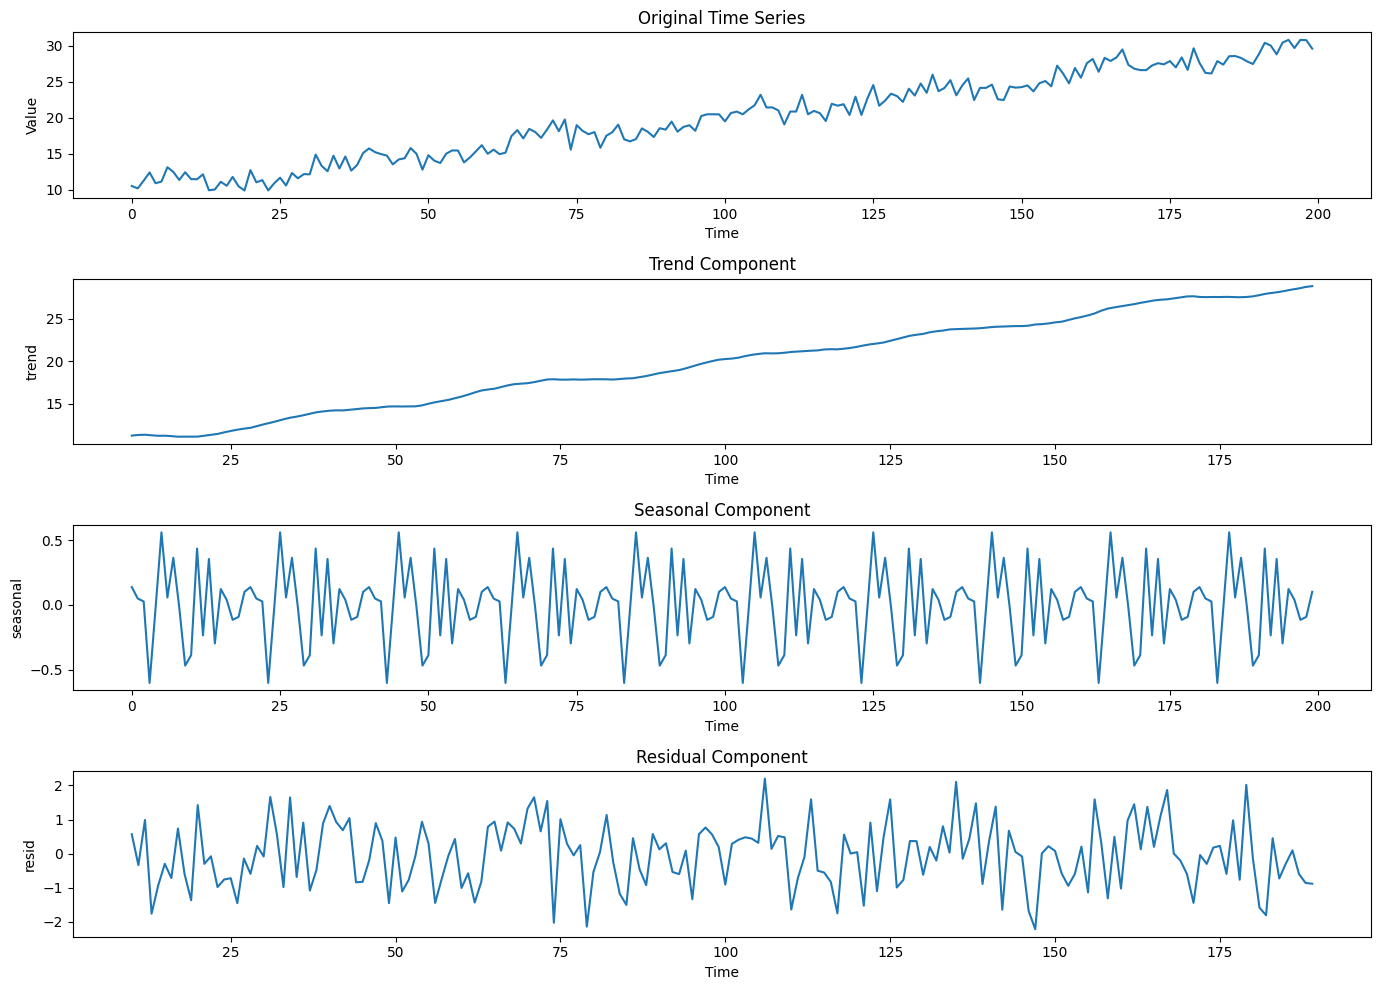 Original Time Series
30
25
20
15
10
Value
0 25 50 75 100 125 150 175 200
Time
Trend Component
25
20
15
trend
25 50 75 100 125 150 175
Time
Seasonal Component
0.5
0.0
−0.5
seasonal
0 25 50 75 100 125 150 175 200
Time
Residual Component
2
1
0
−1
−2
resid
25 50 75 100 125 150 175
Time